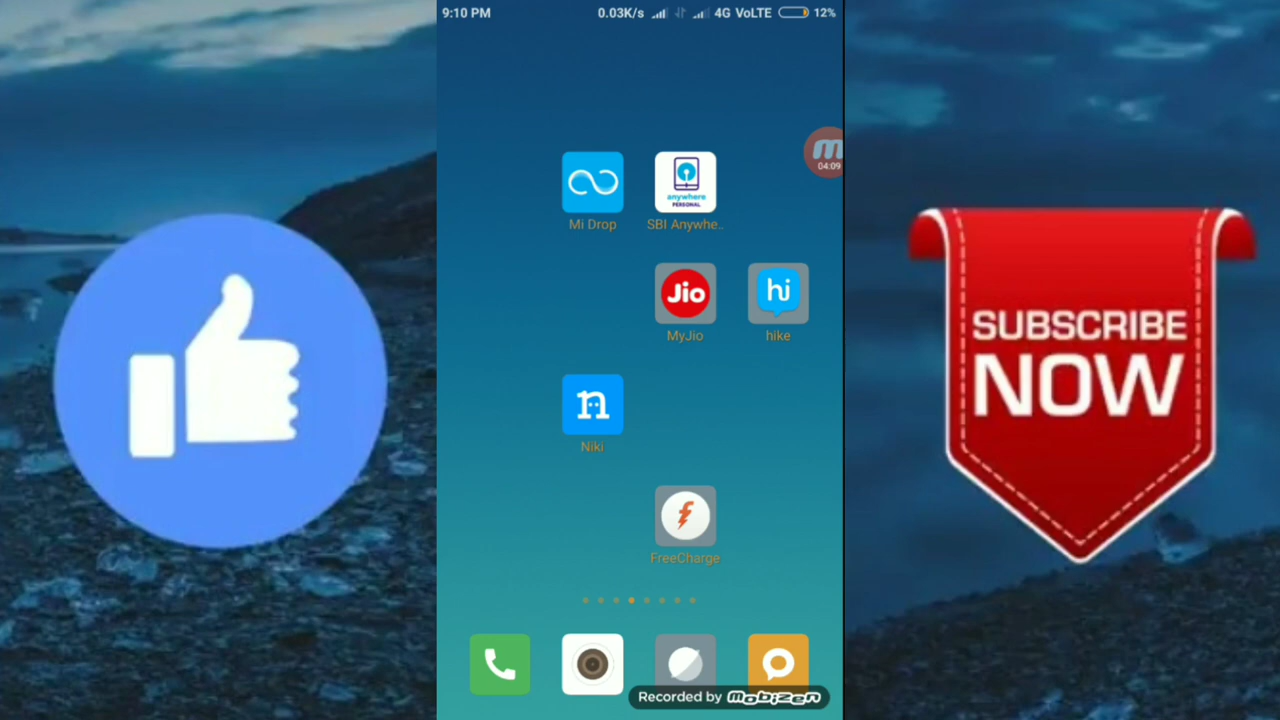 9:10 PM
0.03K/s
4G VoLTE
12%
m
04:09
anywhere
PERSONAL
Mi Drop
SBI Anywhe..
Jio
hi
MyJio
hike
n
Niki
f
FreeCharge
SUBSCRIBE
NOW
Recorded by mobizen